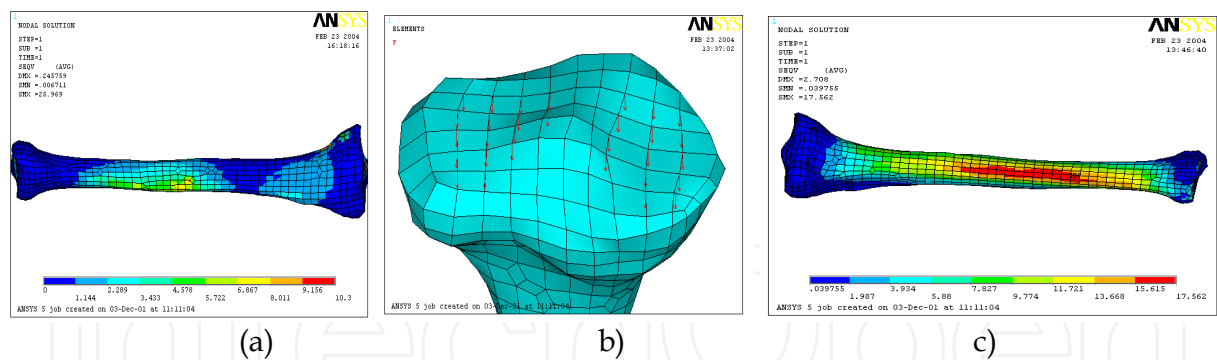 1
NODAL SOLUTION
STEP=1
SUB =1
TIME=1
SEQV (AVG)
DMX =.245759
SMN =.006711
SMX =25.969
ANSYS
FEB 23 2004
16:18:16
0
1.144
2.289
3.433
4.578
5.722
6.867
8.011
9.156
10.3
ANSYS 5 job created on 03-Dec-01 at 11:11:04
(a)
1
ELEMENTS
F
ANSYS
FEB 23 2004
13:37:02
ANSYS 5 job created on 03-Dec-01 at 11:11:04
b)
1
NODAL SOLUTION
STEP=1
SUB =1
TIME=1
SEQV (AVG)
DMX =2.708
SMN =.039755
SMX =17.562
ANSYS
FEB 23 2004
13:46:40
.039755
1.987
3.934
5.88
7.827
9.774
11.721
13.668
15.615
17.562
ANSYS 5 job created on 03-Dec-01 at 11:11:04
c)